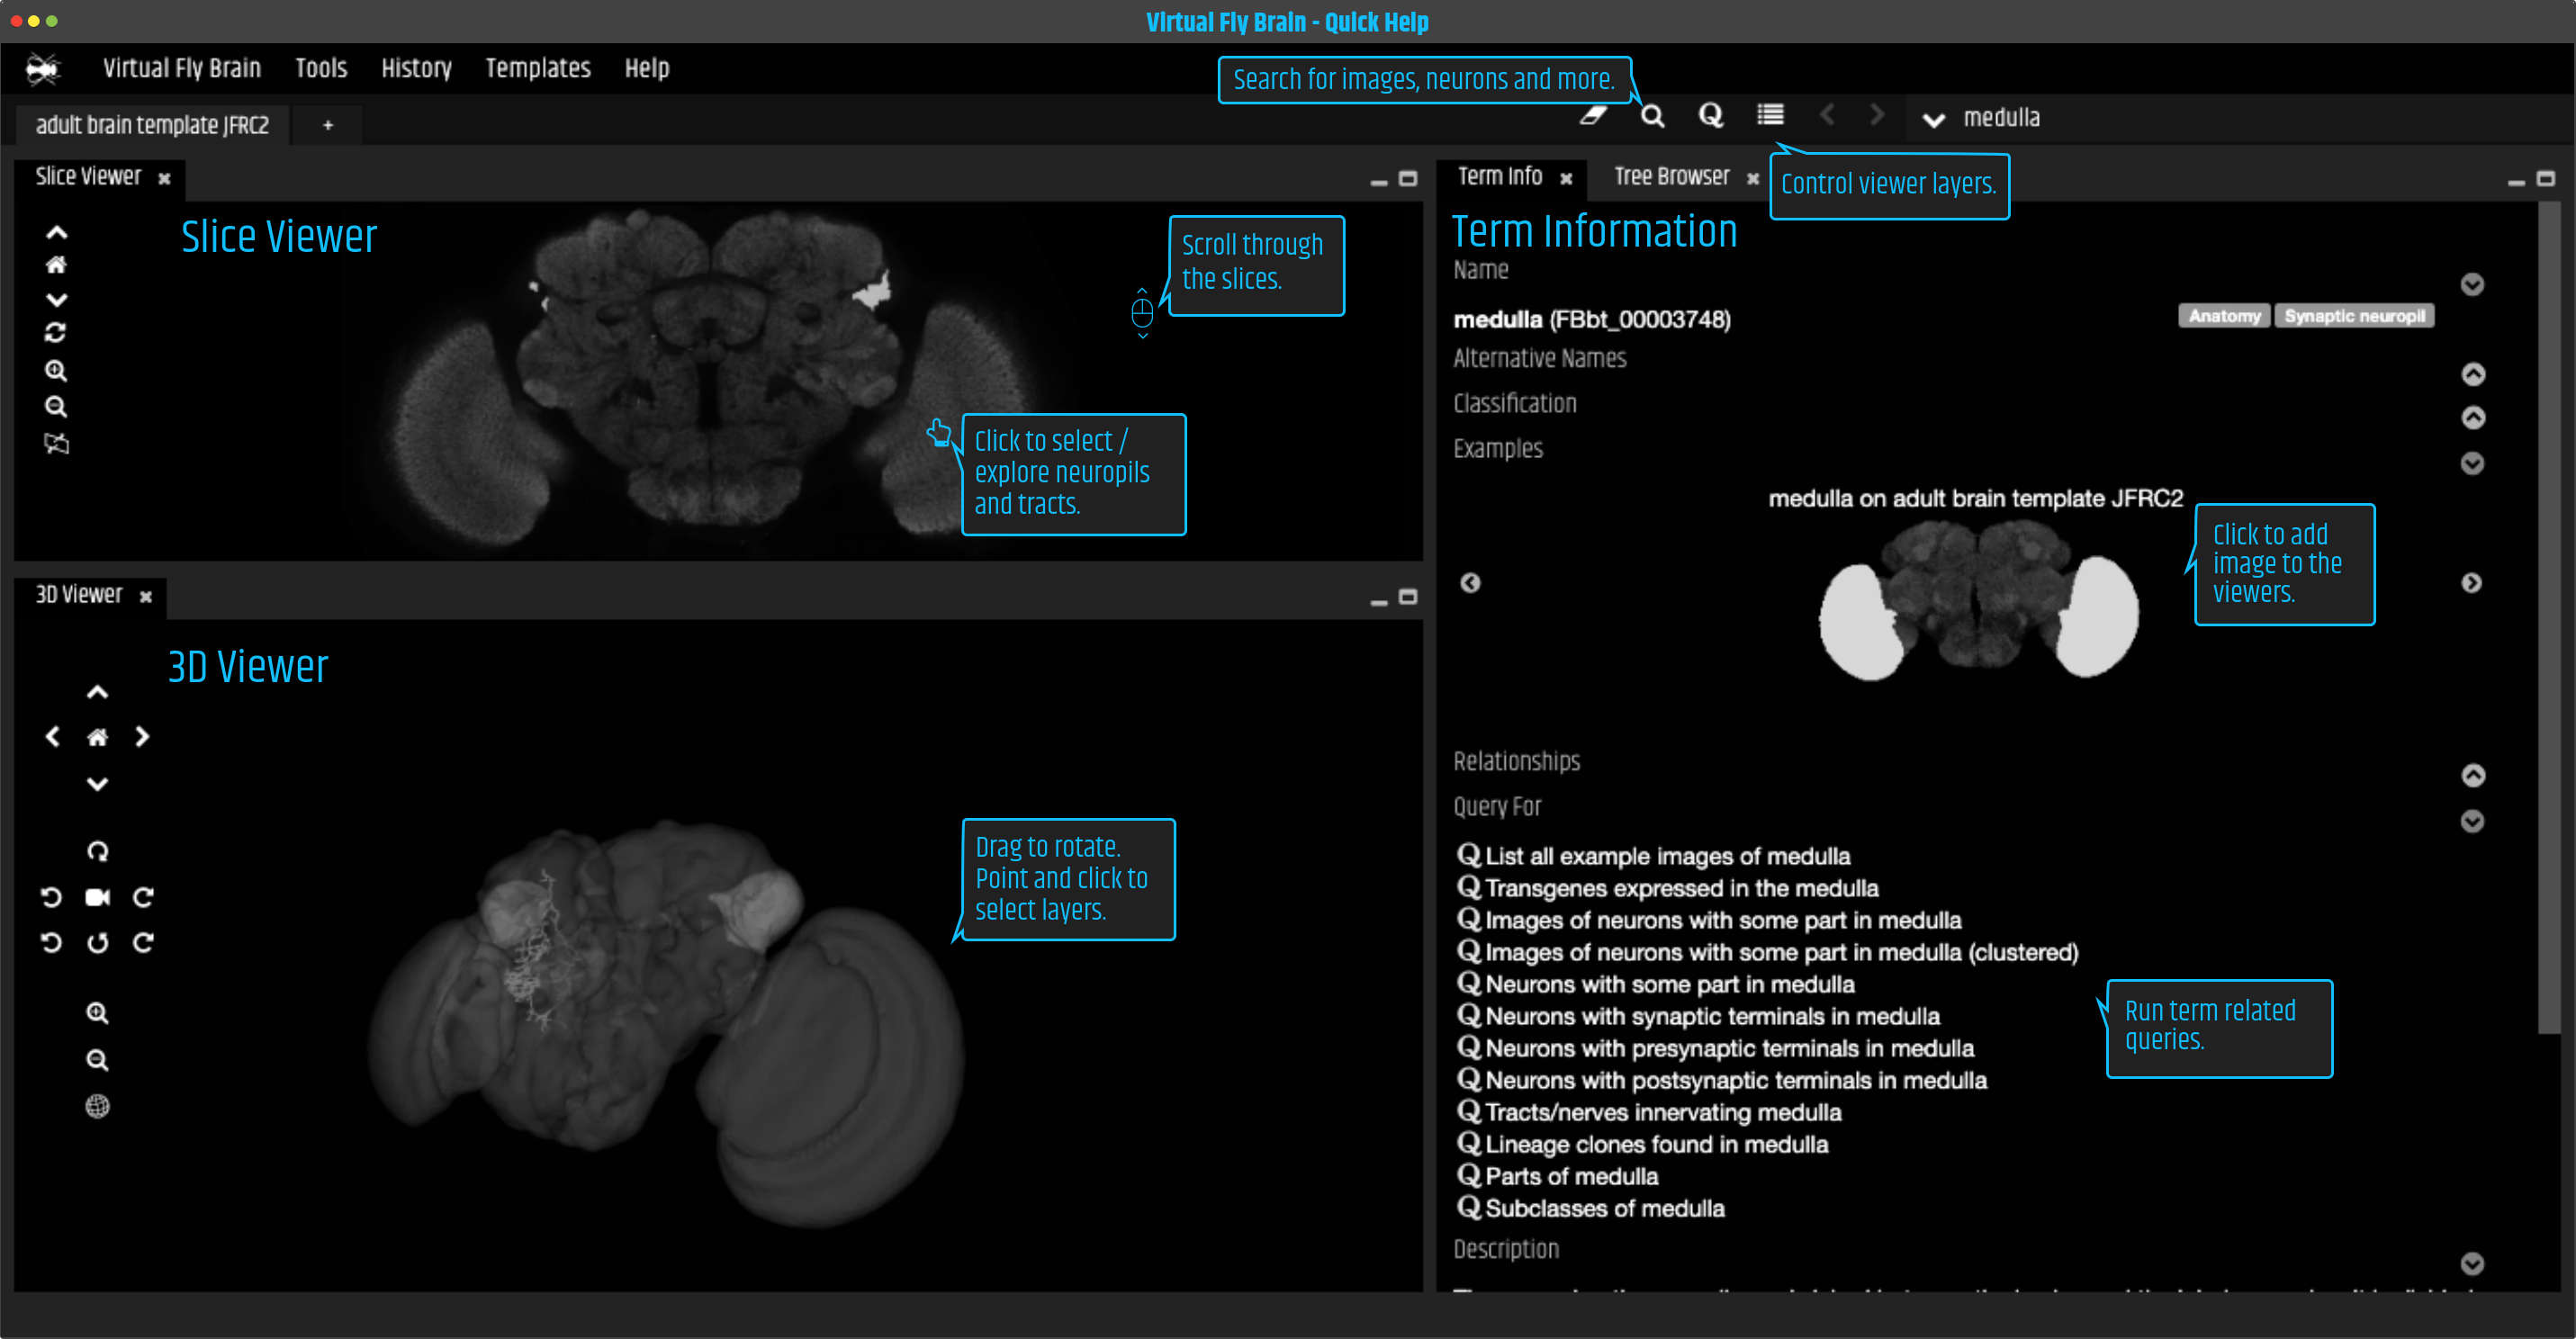 Virtual Fly Brain - Quick Help
Virtual Fly Brain Tools History Templates Help
Search for images, neurons and more.
adult brain template JFRC2 +
Q
medulla
Control viewer layers.
Slice Viewer
Slice Viewer
Scroll through
the slices.
Click to select /
explore neuropils
and tracts.
3D Viewer
3D Viewer
Drag to rotate.
Point and click to
select layers.
Term Info Tree Browser
Term Information
Name
medulla (FBbt_00003748) Anatomy Synaptic neuropil
Alternative Names
Classification
Examples
medulla on adult brain template JFRC2
Click to add
image to the
viewers.
Relationships
Query For
Q List all example images of medulla
Q Transgenes expressed in the medulla
Q Images of neurons with some part in medulla
Q Images of neurons with some part in medulla (clustered)
Q Neurons with some part in medulla
Q Neurons with synaptic terminals in medulla
Q Neurons with presynaptic terminals in medulla
Q Neurons with postsynaptic terminals in medulla
Q Tracts/nerves innervating medulla
Q Lineage clones found in medulla
Q Parts of medulla
Q Subclasses of medulla
Run term related
queries.
Description